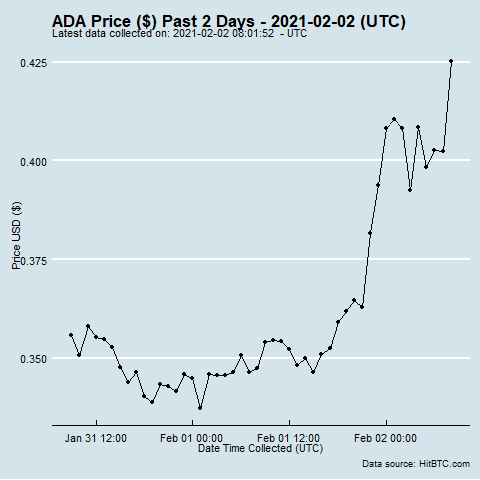 ADA Price ($) Past 2 Days - 2021-02-02 (UTC)
Latest data collected on: 2021-02-02 08:01:52 - UTC
0.425
0.400
0.375
0.350
Price USD ($)
Jan 31 12:00 Feb 01 00:00 Feb 01 12:00 Feb 02 00:00
Date Time Collected (UTC)
Data source: HitBTC.com